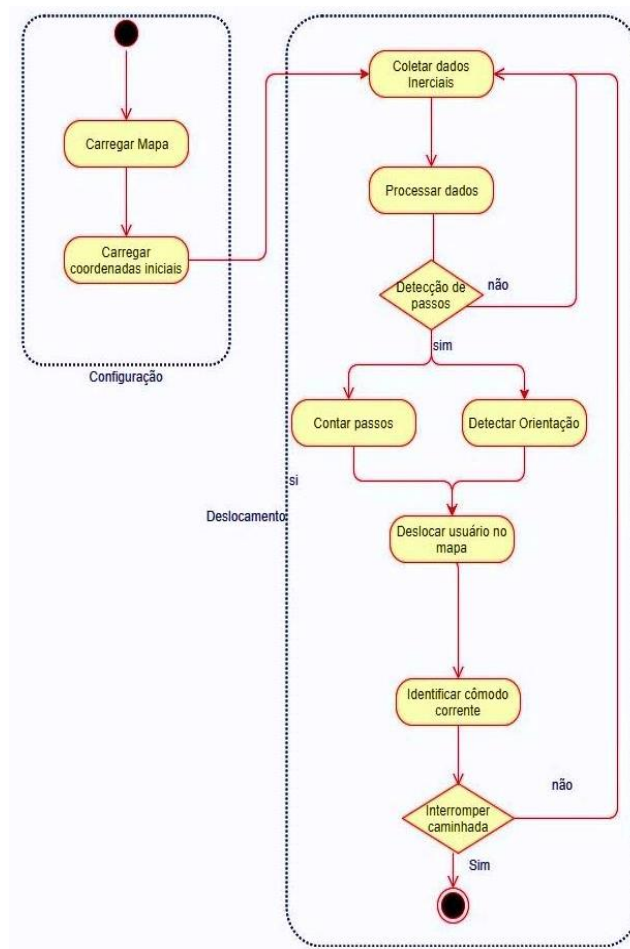 Carregar Mapa
Carregar
coordenadas iniciais
Configuração
Coletar dados
Inerciais
Processar dados
Detecção de
passos
não
sim
Contar passos
Detectar Orientação
si
Deslocamento
Deslocar usuário no
mapa
Identificar cômodo
corrente
Interromper
caminhada
não
Sim